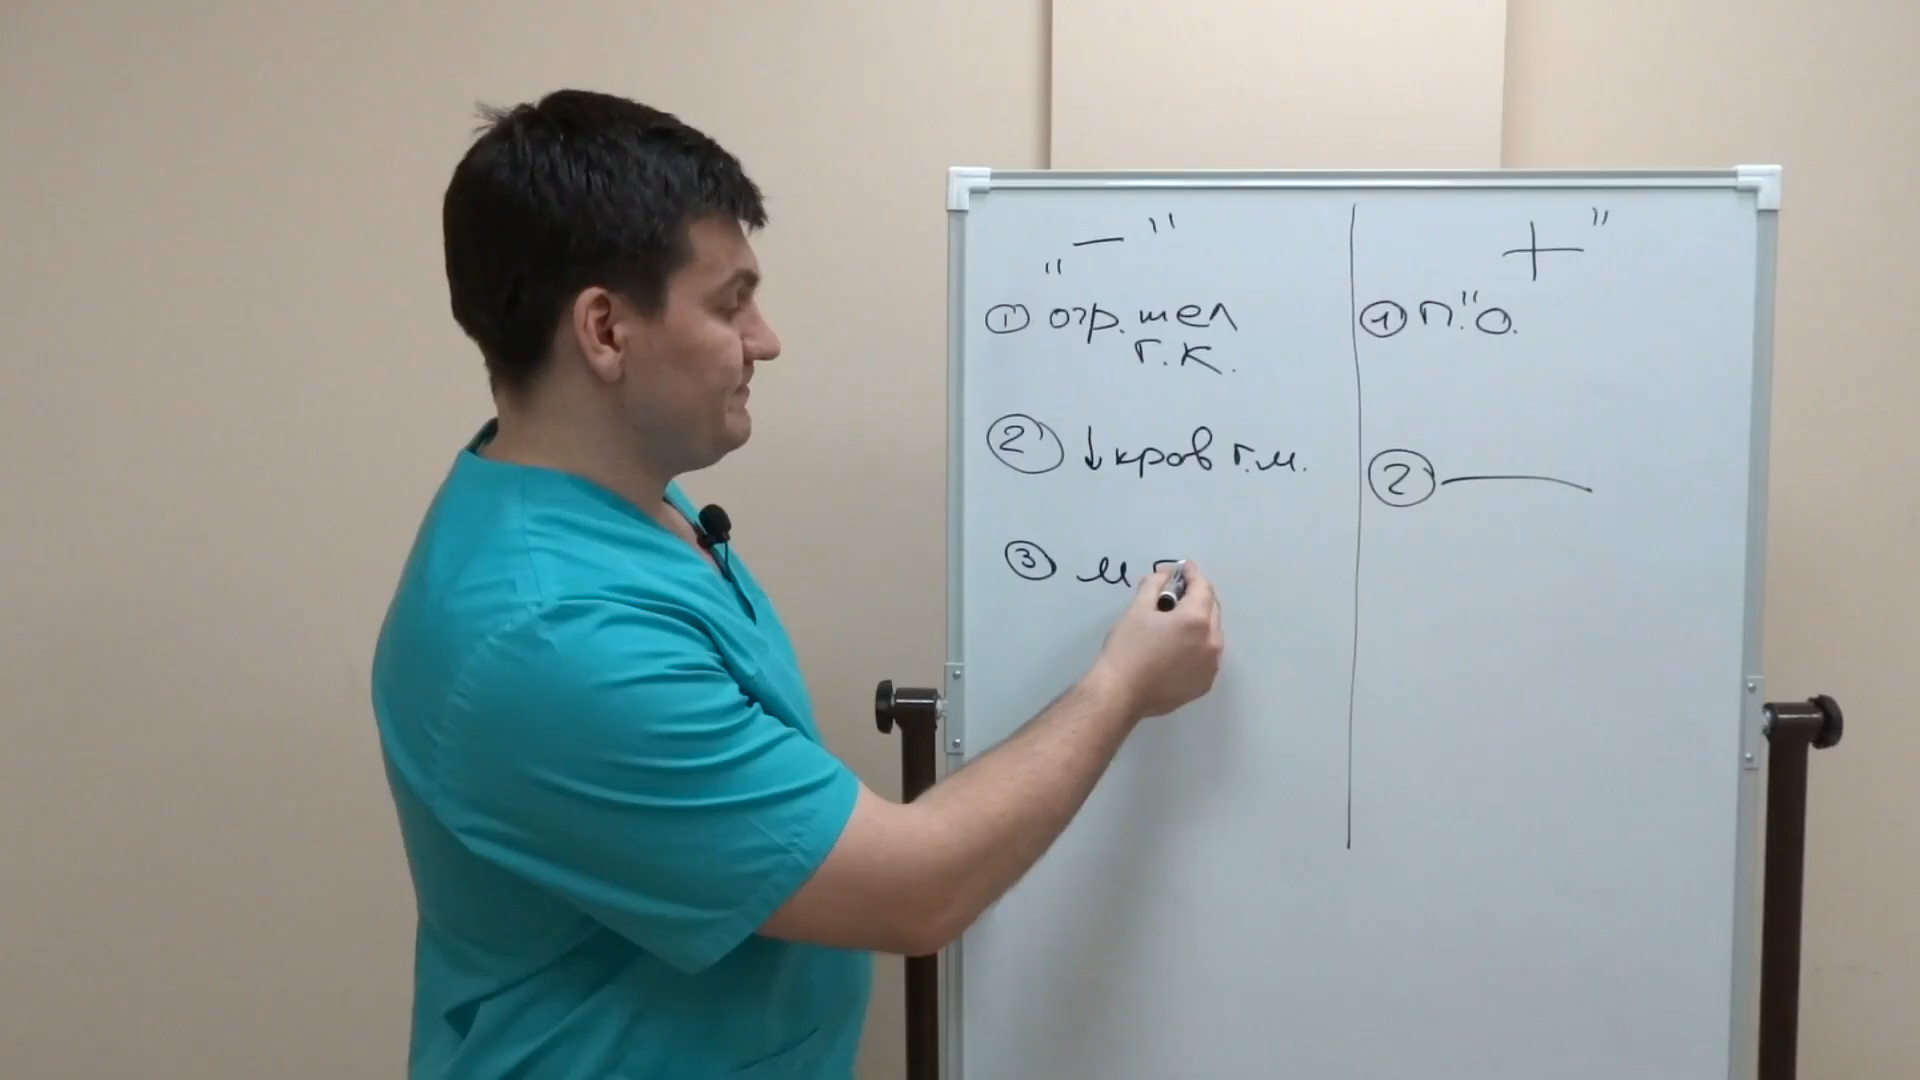 „ — "
① огр. шел
г.к.
② ↓ кров г.м.
③ м
+"
① П."О.
②